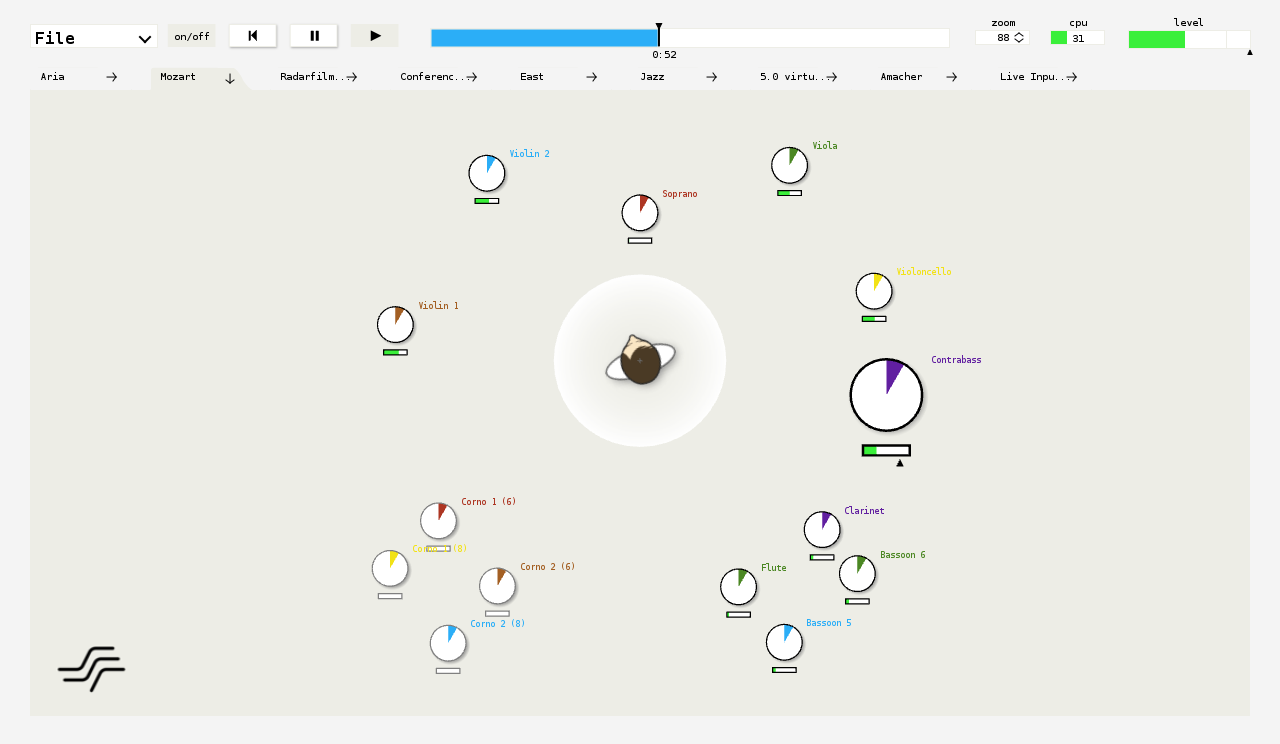 File
on/off
0:52
zoom
88
cpu
31
level
Aria
Mozart
Radarfilm..
Conferenc..
East
Jazz
5.0 virtu..
Amacher
Live Inpu..
Violin 2
Viola
Soprano
Violoncello
Violin 1
Contrabass
Corno 1 (6)
Clarinet
Corno 1 (8)
Bassoon 6
Corno 2 (6)
Flute
Corno 2 (8)
Bassoon 5